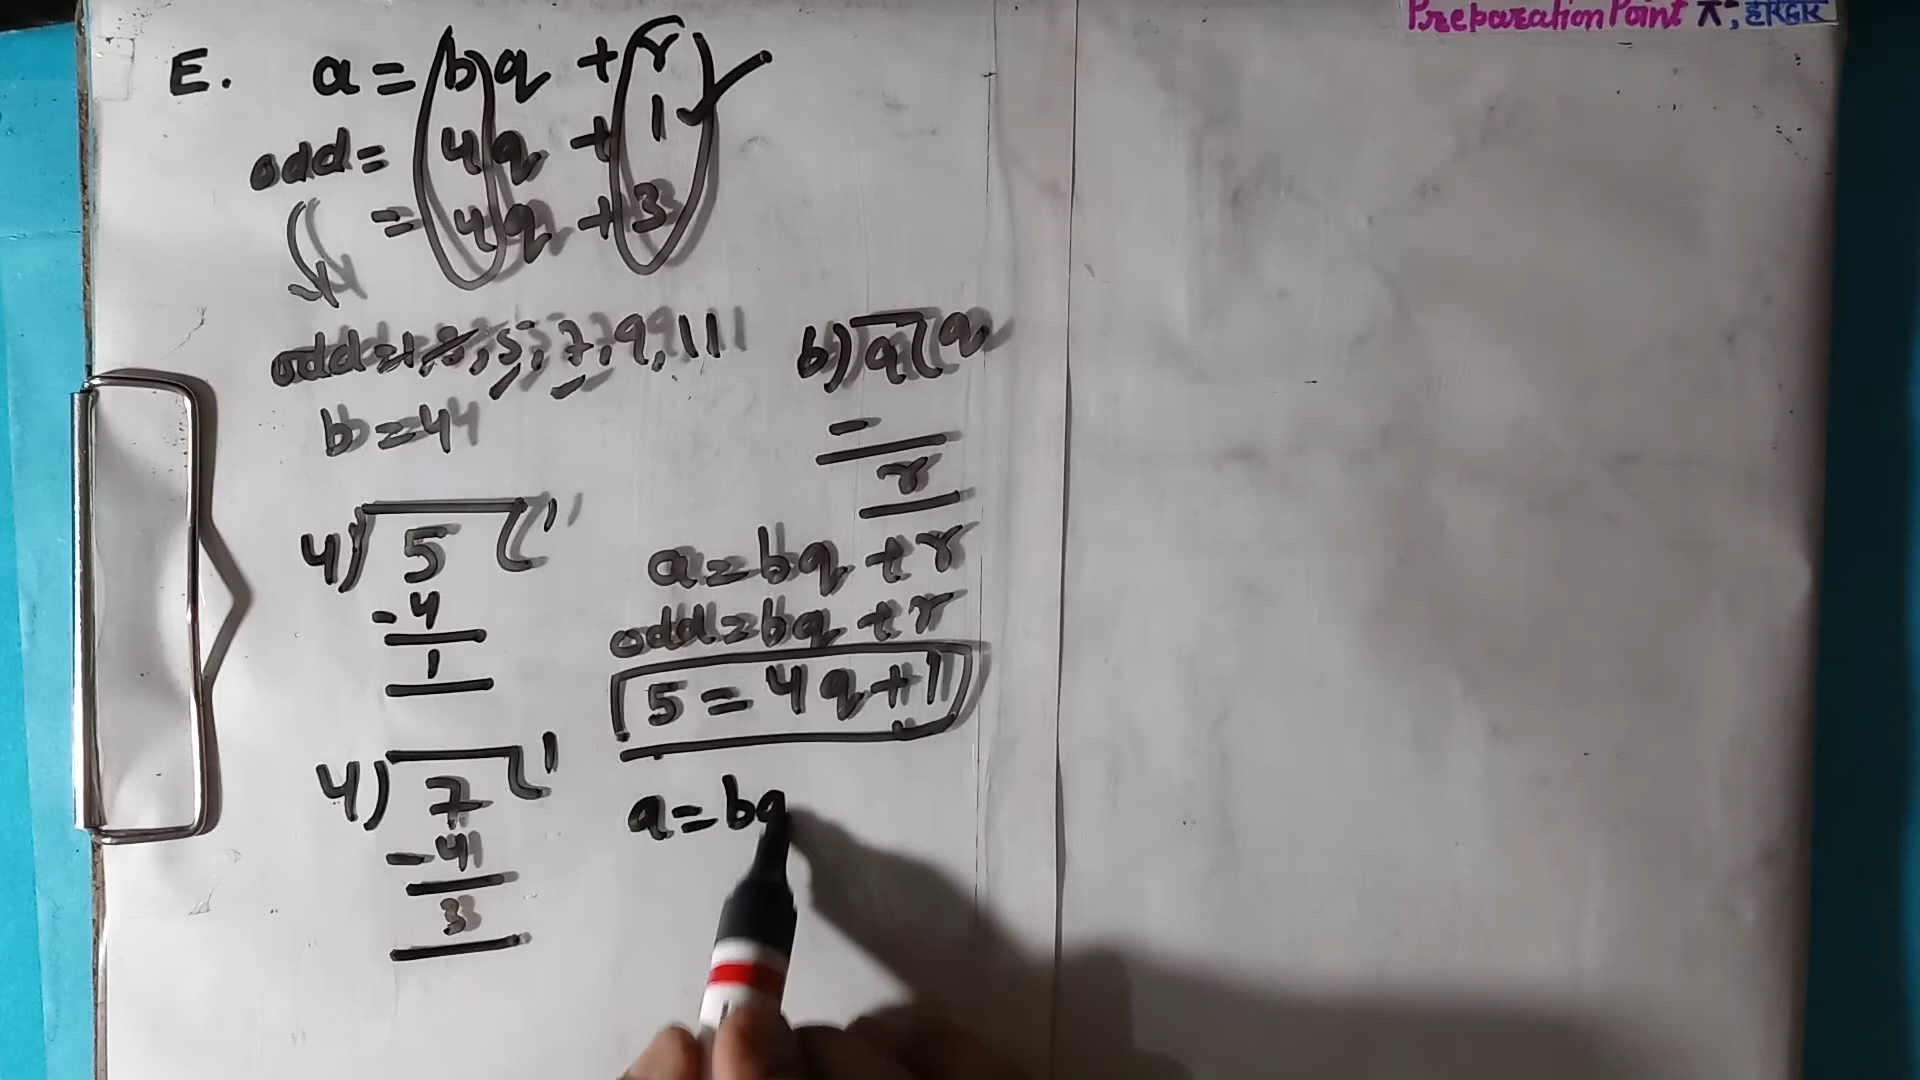 Preparation Point
E. a = bq + r
odd = 4q + 1
= 4q + 3
odd = 1, 3, 5, 7, 9, 11
b = 4
b) a ( q
-
r
4) 5 ( 1
- 4
1
a = bq + r
odd = bq + r
5 = 4q + 1
4) 7 ( 1
- 4
3
a = bq